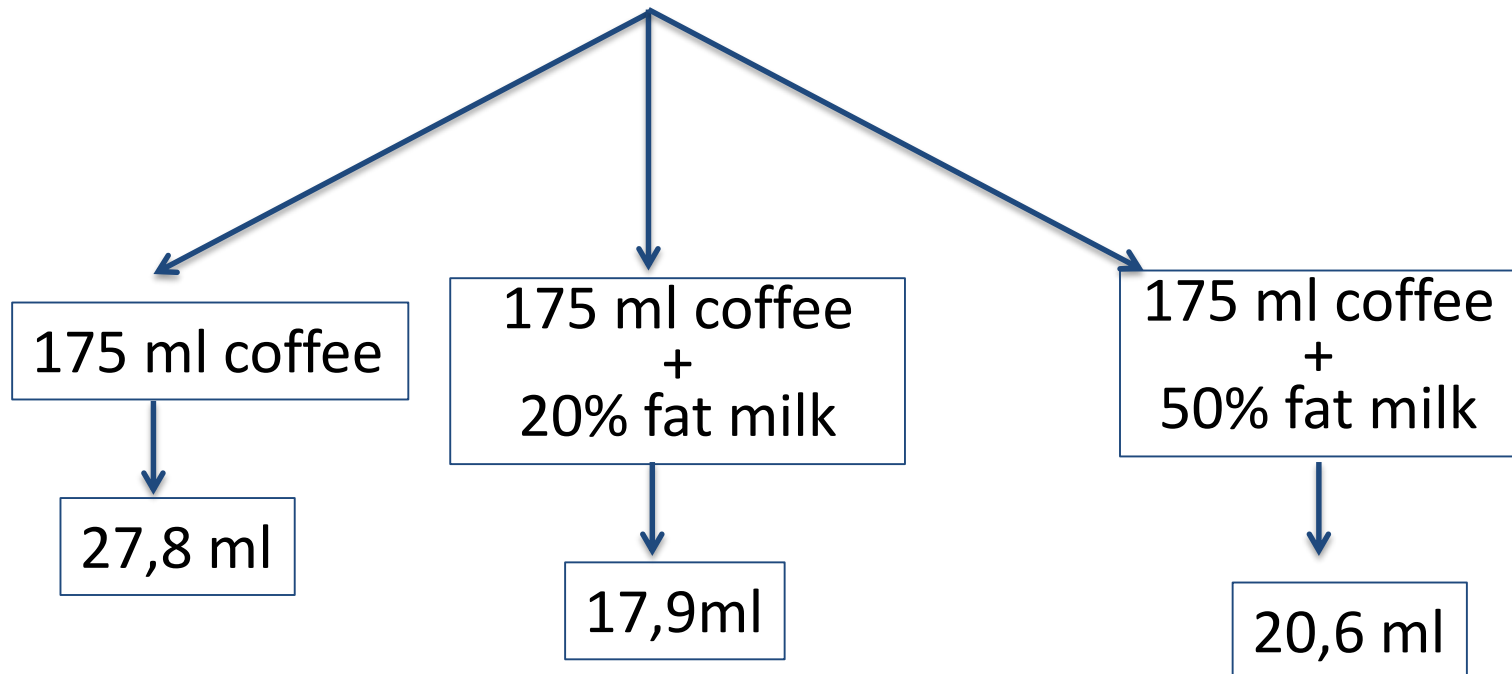 175 ml coffee
27,8 ml
175 ml coffee
+
20% fat milk
17,9ml
175 ml coffee
+
50% fat milk
20,6 ml